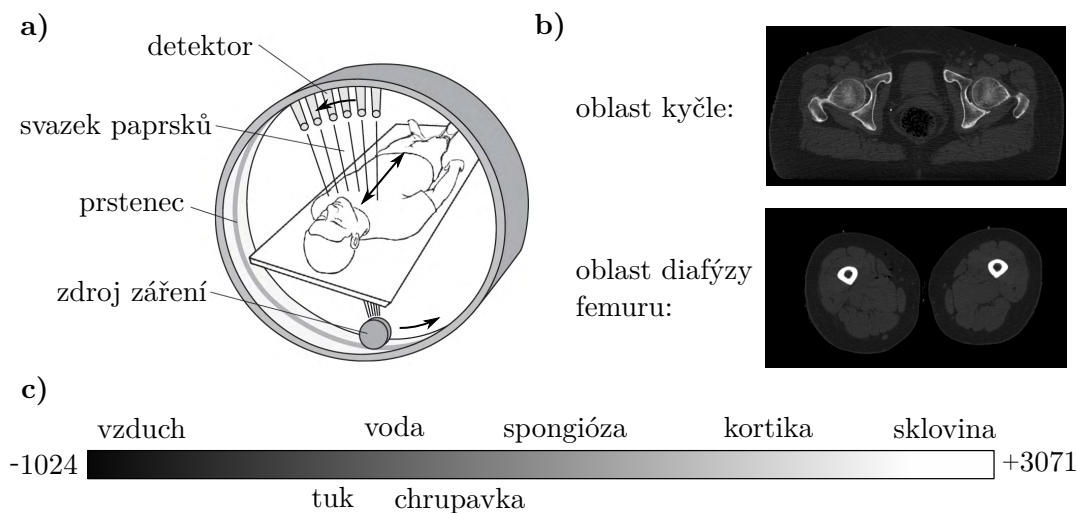 a)
detektor
svazek paprsků
prstenec
zdroj záření
b)
oblast kyčle:
oblast diafýzy
femuru:
c)
vzduch voda spongióza kortika sklovina
-1024 +3071
tuk chrupavka